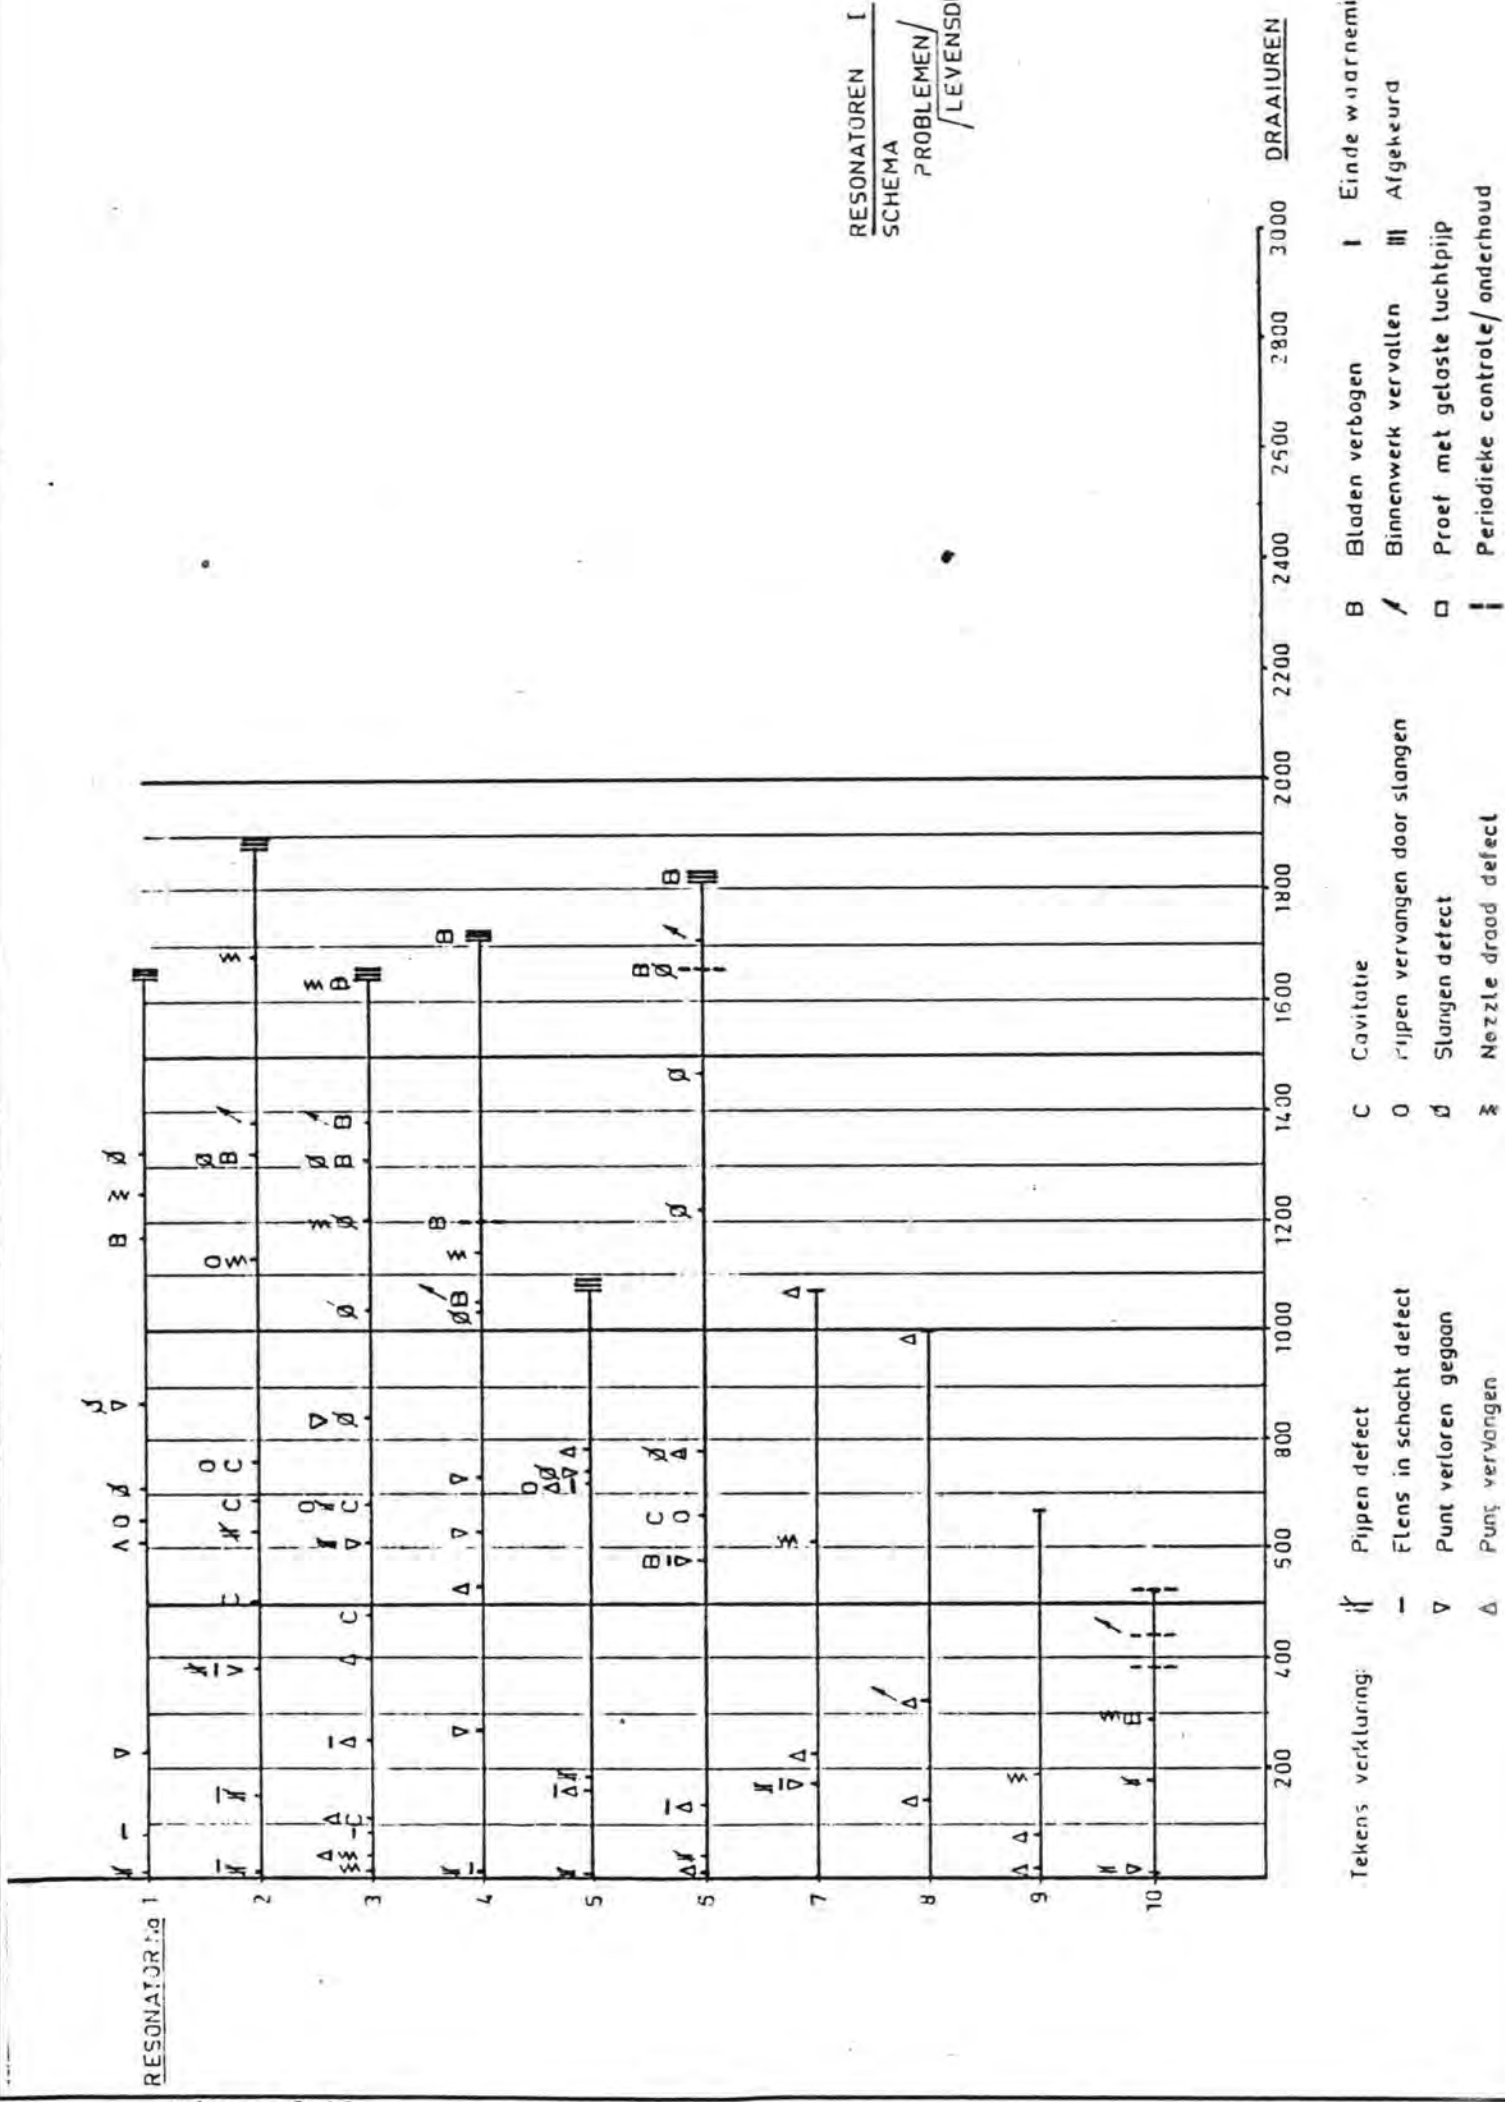 RESONATOREN I
SCHEMA
PROBLEMEN/
/LEVENSD
RESONATOR No
1
2
3
4
5
6
7
8
9
10
200 400 600 800 1000 1200 1400 1600 1800 2000 2200 2400 2600 2800 3000 DRAAIUREN
Tekens verklaring: Pijpen defect C Cavitatie B Bladen verbogen I Einde waarnemi
– Flens in schacht defect O Pijpen vervangen door slangen Binnenwerk vervallen III Afgekeurd
▽ Punt verloren gegaan Ø Slangen defect □ Proef met gelaste luchtpijp
△ Punt vervangen Nozzle draad defect Periodieke controle/onderhoud